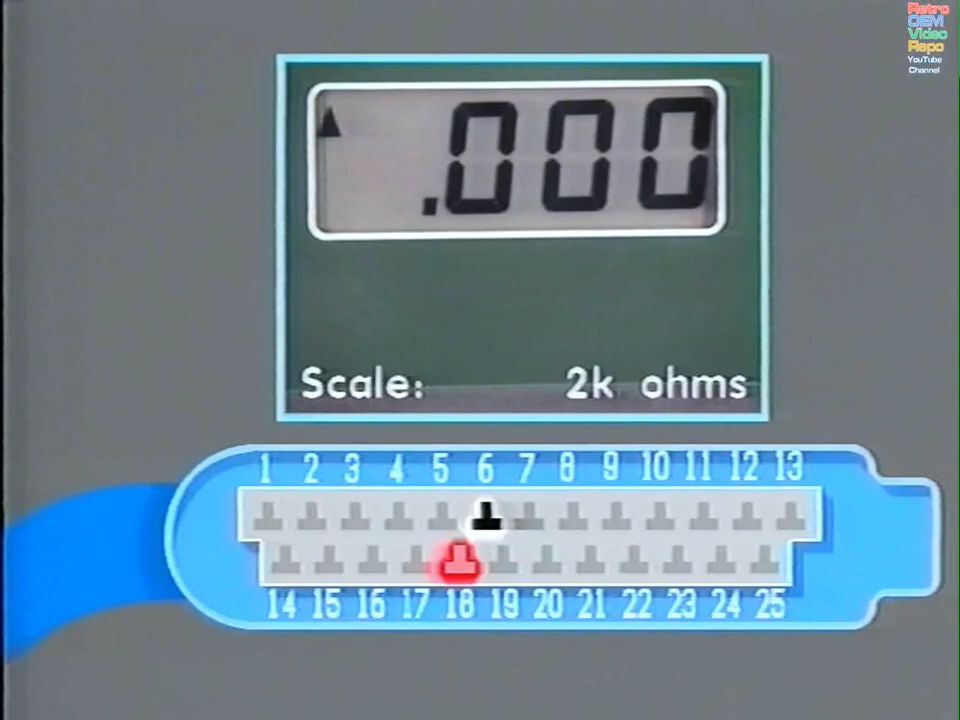 Retro
OEM
Video
Repo
YouTube
Channel
.000
Scale: 2k ohms
1 2 3 4 5 6 7 8 9 10 11 12 13
14 15 16 17 18 19 20 21 22 23 24 25